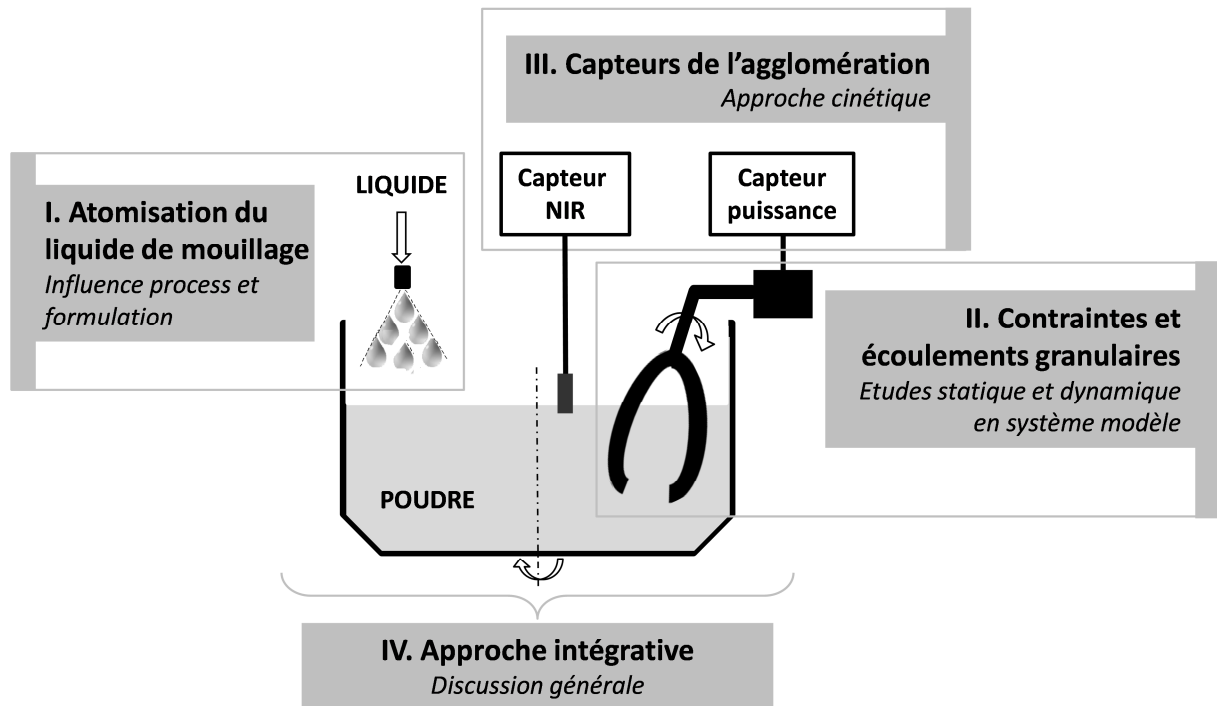 III. Capteurs de l'agglomération
Approche cinétique
LIQUIDE
I. Atomisation du
liquide de mouillage
Influence process et
formulation
Capteur
NIR
Capteur
puissance
II. Contraintes et
écoulements granulaires
Etudes statique et dynamique
en système modèle
POUDRE
IV. Approche intégrative
Discussion générale